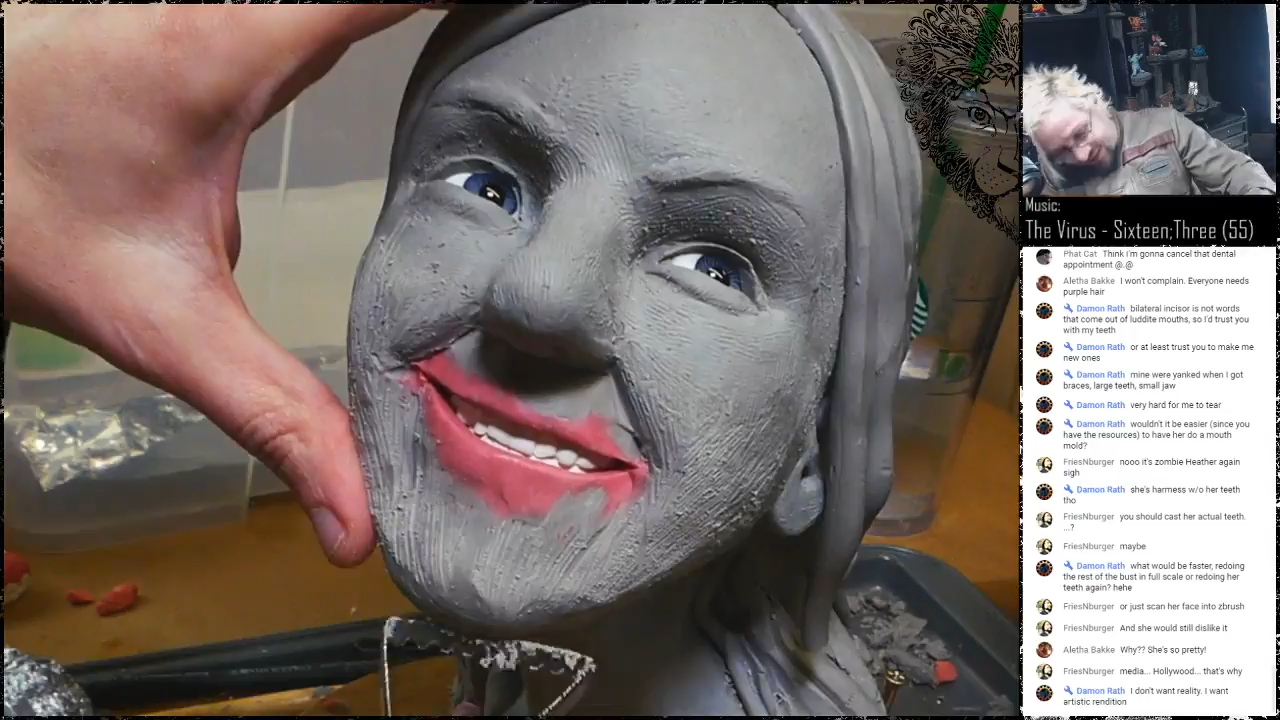 Music:
The Virus - Sixteen;Three (55)
Phat Cat Think I'm gonna cancel that dental
appointment @.@
Aletha Bakke I won't complain. Everyone needs
purple hair
Damon Rath bilateral incisor is not words
that come out of luddite mouths, so I'd trust you
with my teeth
Damon Rath or at least trust you to make me
new ones
Damon Rath mine were yanked when I got
braces, large teeth, small jaw
Damon Rath very hard for me to tear
Damon Rath wouldn't it be easier (since you
have the resources) to have her do a mouth
mold?
FriesNburger nooo it's zombie Heather again
sigh
Damon Rath she's harness w/o her teeth
tho
FriesNburger you should cast her actual teeth.
...?
FriesNburger maybe
Damon Rath what would be faster, redoing
the rest of the bust in full scale or redoing her
teeth again? hehe
FriesNburger or just scan her face into zbrush
FriesNburger And she would still dislike it
Aletha Bakke Why?? She's so pretty!
FriesNburger media... Hollywood... that's why
Damon Rath I don't want reality. I want
artistic rendition